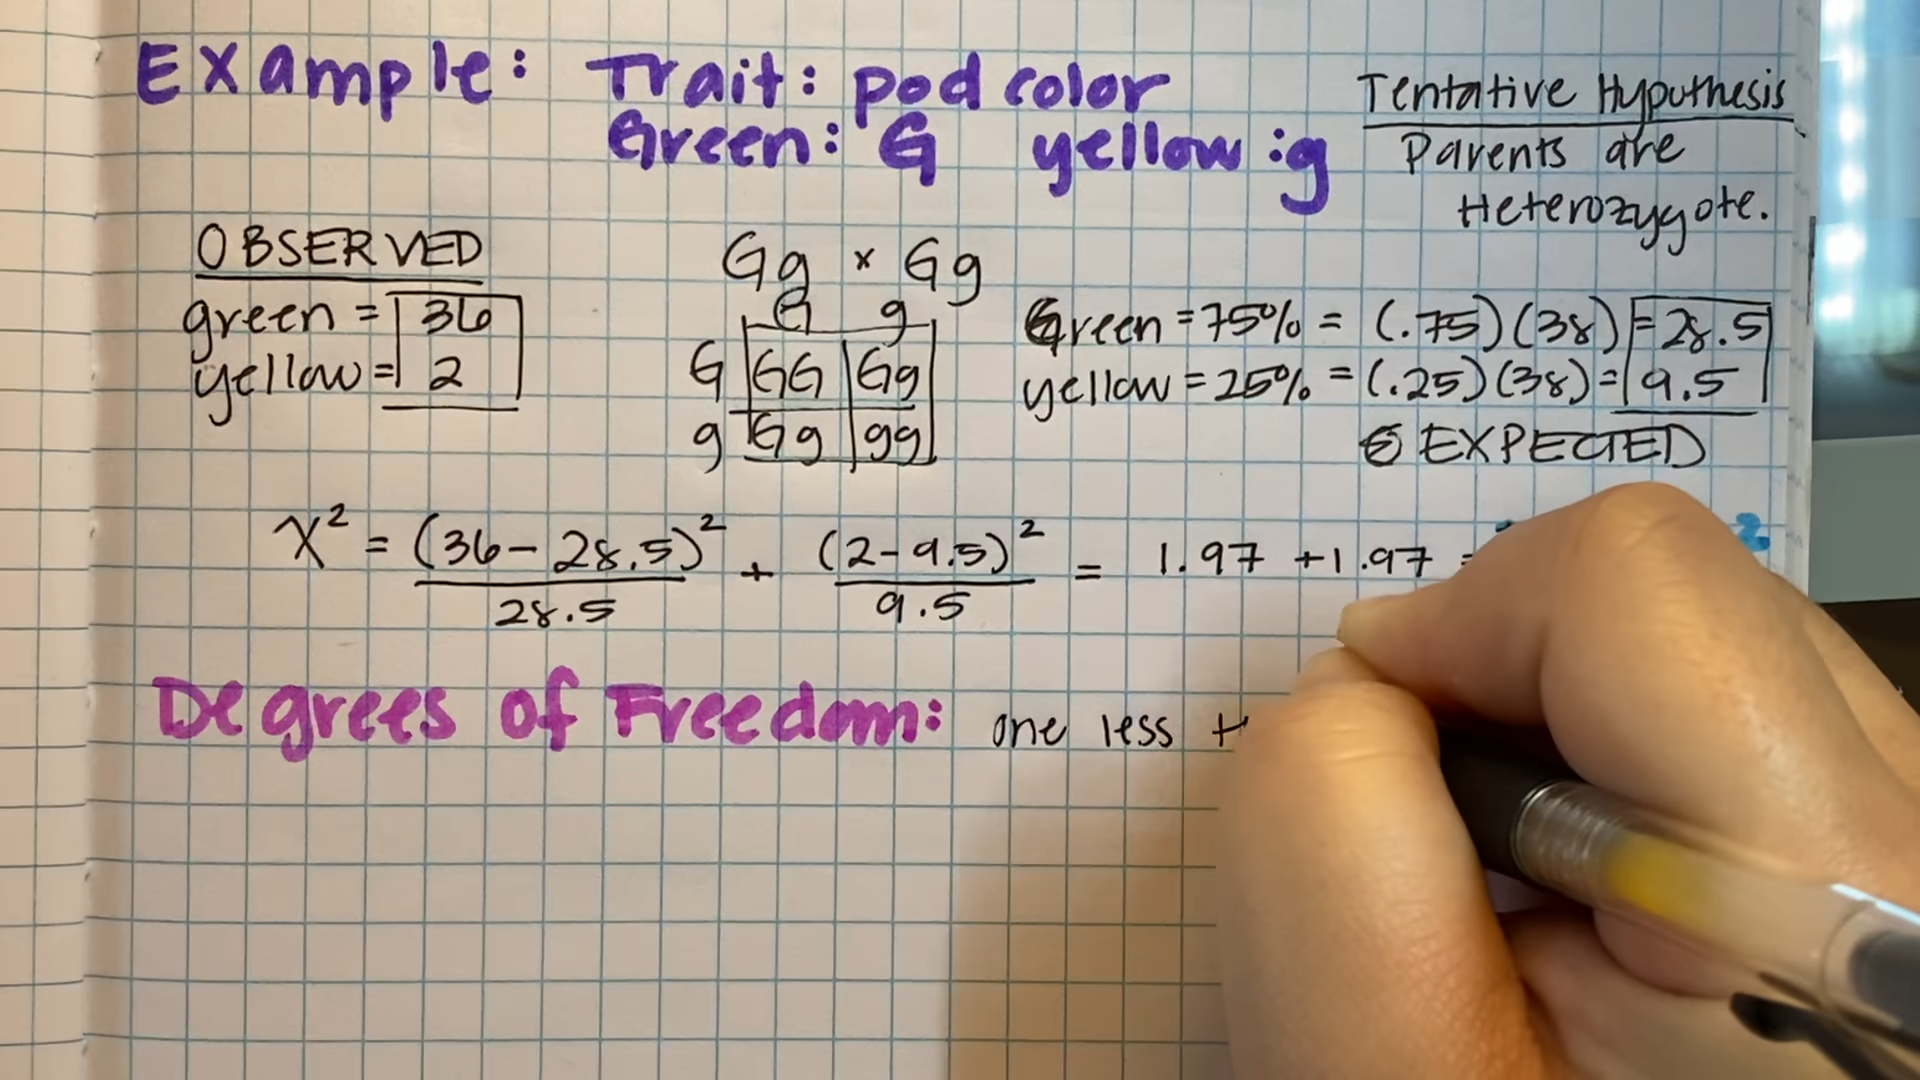 Example: Trait: pod color
Green: G yellow: g
Tentative Hypothesis
Parents are
Heterozygote.
OBSERVED
green = 36
yellow = 2
Gg x Gg
G g
G GG Gg
g Gg gg
Green = 75% = (.75)(38) = 28.5
yellow = 25% = (.25)(38) = 9.5
EXPECTED
χ² = (36-28.5)² + (2-9.5)² = 1.97 + 1.97 =
28.5 9.5
Degrees of Freedom: one less